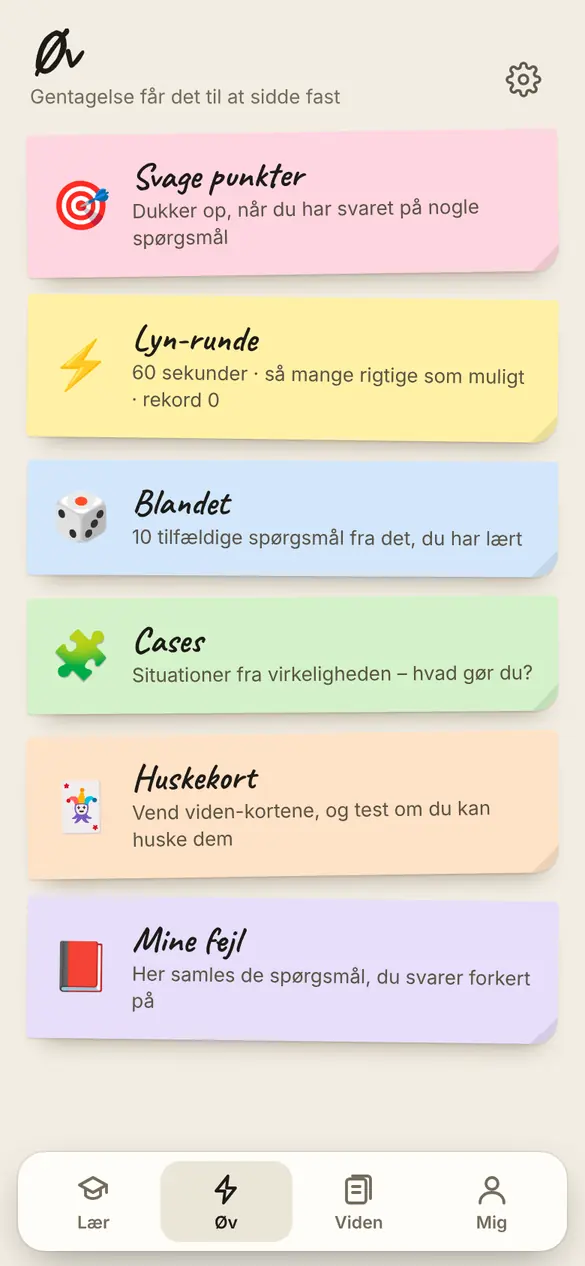 Øv
Gentagelse får det til at sidde fast
Svage punkter
Dukker op, når du har svaret på nogle
spørgsmål
Lyn-runde
60 sekunder · så mange rigtige som muligt
· rekord 0
Blandet
10 tilfældige spørgsmål fra det, du har lært
Cases
Situationer fra virkeligheden – hvad gør du?
Huskekort
Vend viden-kortene, og test om du kan
huske dem
Mine fejl
Her samles de spørgsmål, du svarer forkert
på
Lær
Øv
Viden
Mig